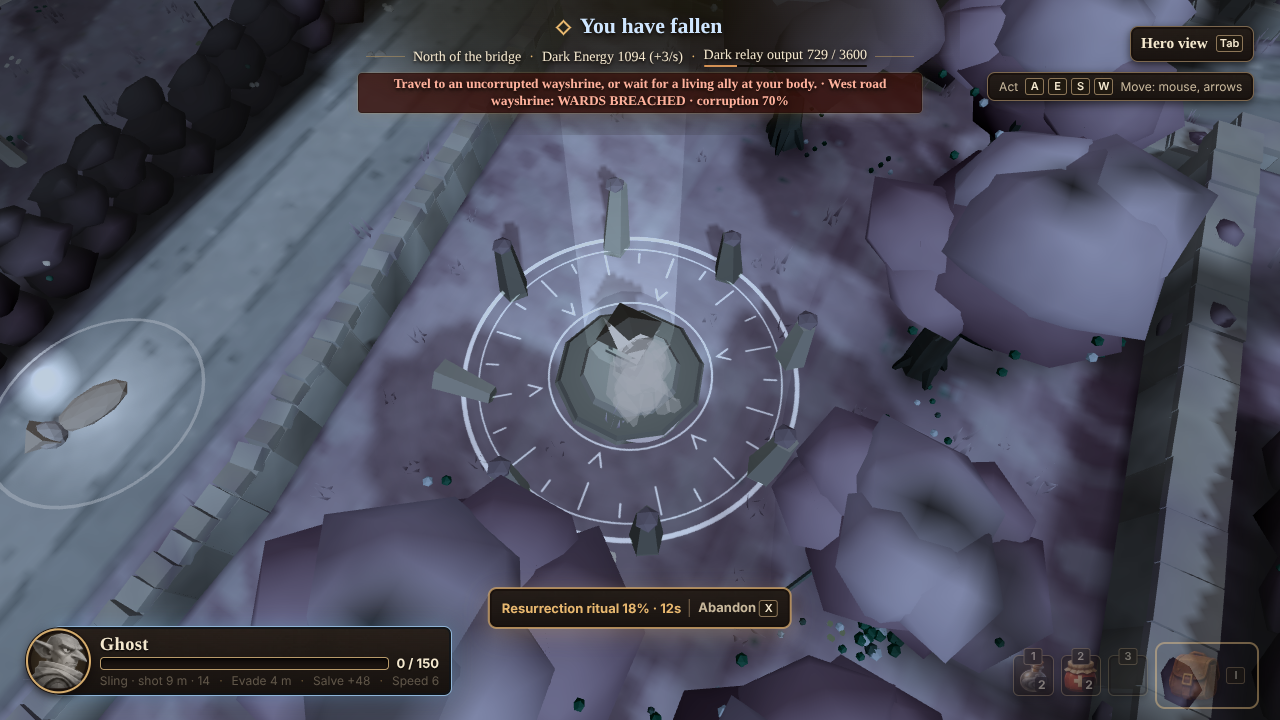 You have fallen
North of the bridge · Dark Energy 1094 (+3/s) · Dark relay output 729 / 3600
Travel to an uncorrupted wayshrine, or wait for a living ally at your body. · West road
wayshrine: WARDS BREACHED · corruption 70%
Hero view Tab
Act A E S W Move: mouse, arrows
Resurrection ritual 18% · 12s Abandon X
Ghost
0 / 150
Sling · shot 9 m · 14 · Evade 4 m · Salve +48 · Speed 6
1 2 3
2 2 I